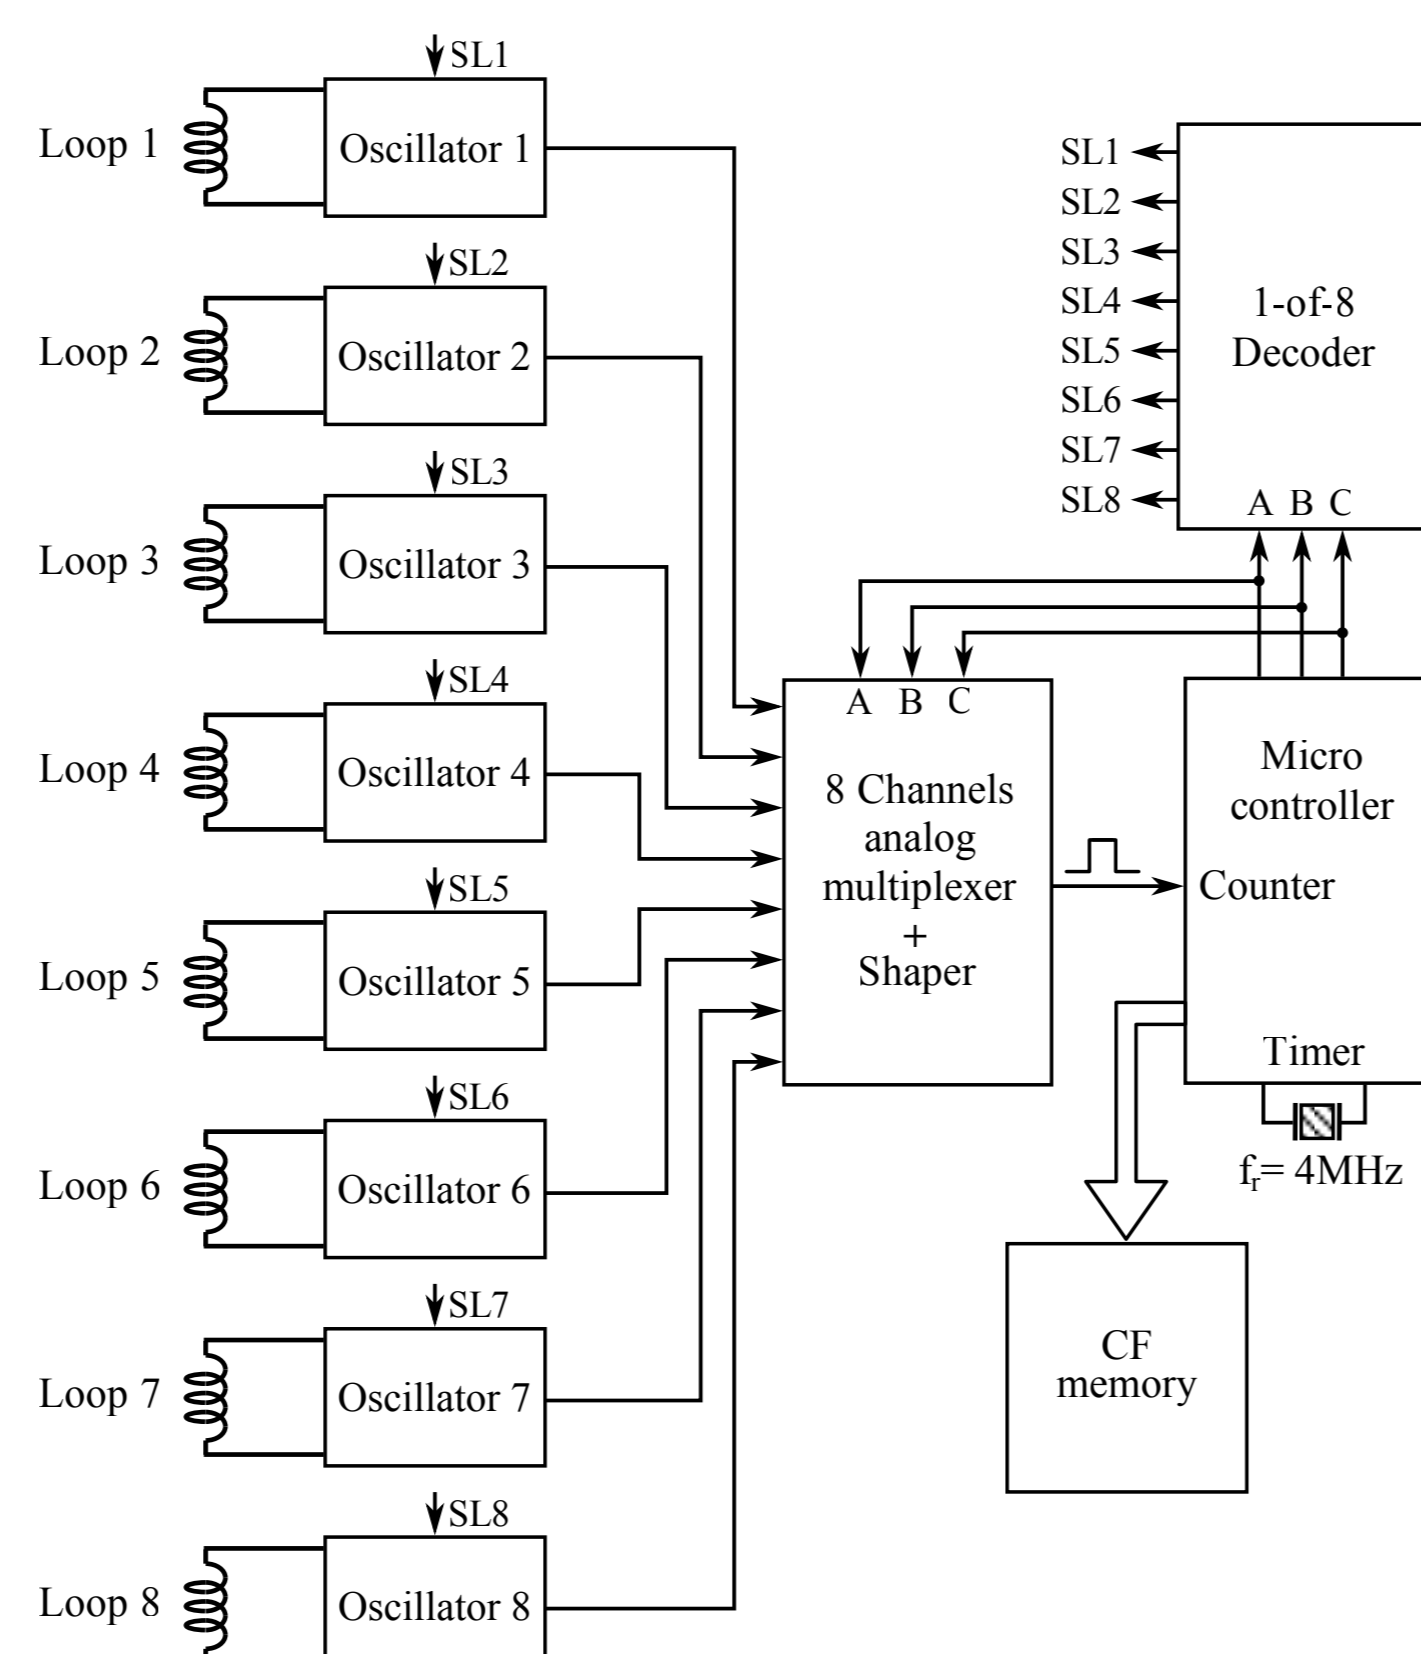 SL1
Loop 1
Oscillator 1
SL2
Loop 2
Oscillator 2
SL3
Loop 3
Oscillator 3
SL4
Loop 4
Oscillator 4
SL5
Loop 5
Oscillator 5
SL6
Loop 6
Oscillator 6
SL7
Loop 7
Oscillator 7
SL8
Loop 8
Oscillator 8
A B C
8 Channels
analog
multiplexer
+
Shaper
SL1
SL2
SL3
SL4
SL5
SL6
SL7
SL8
1-of-8
Decoder
A B C
Micro
controller
Counter
Timer
fr= 4MHz
CF
memory